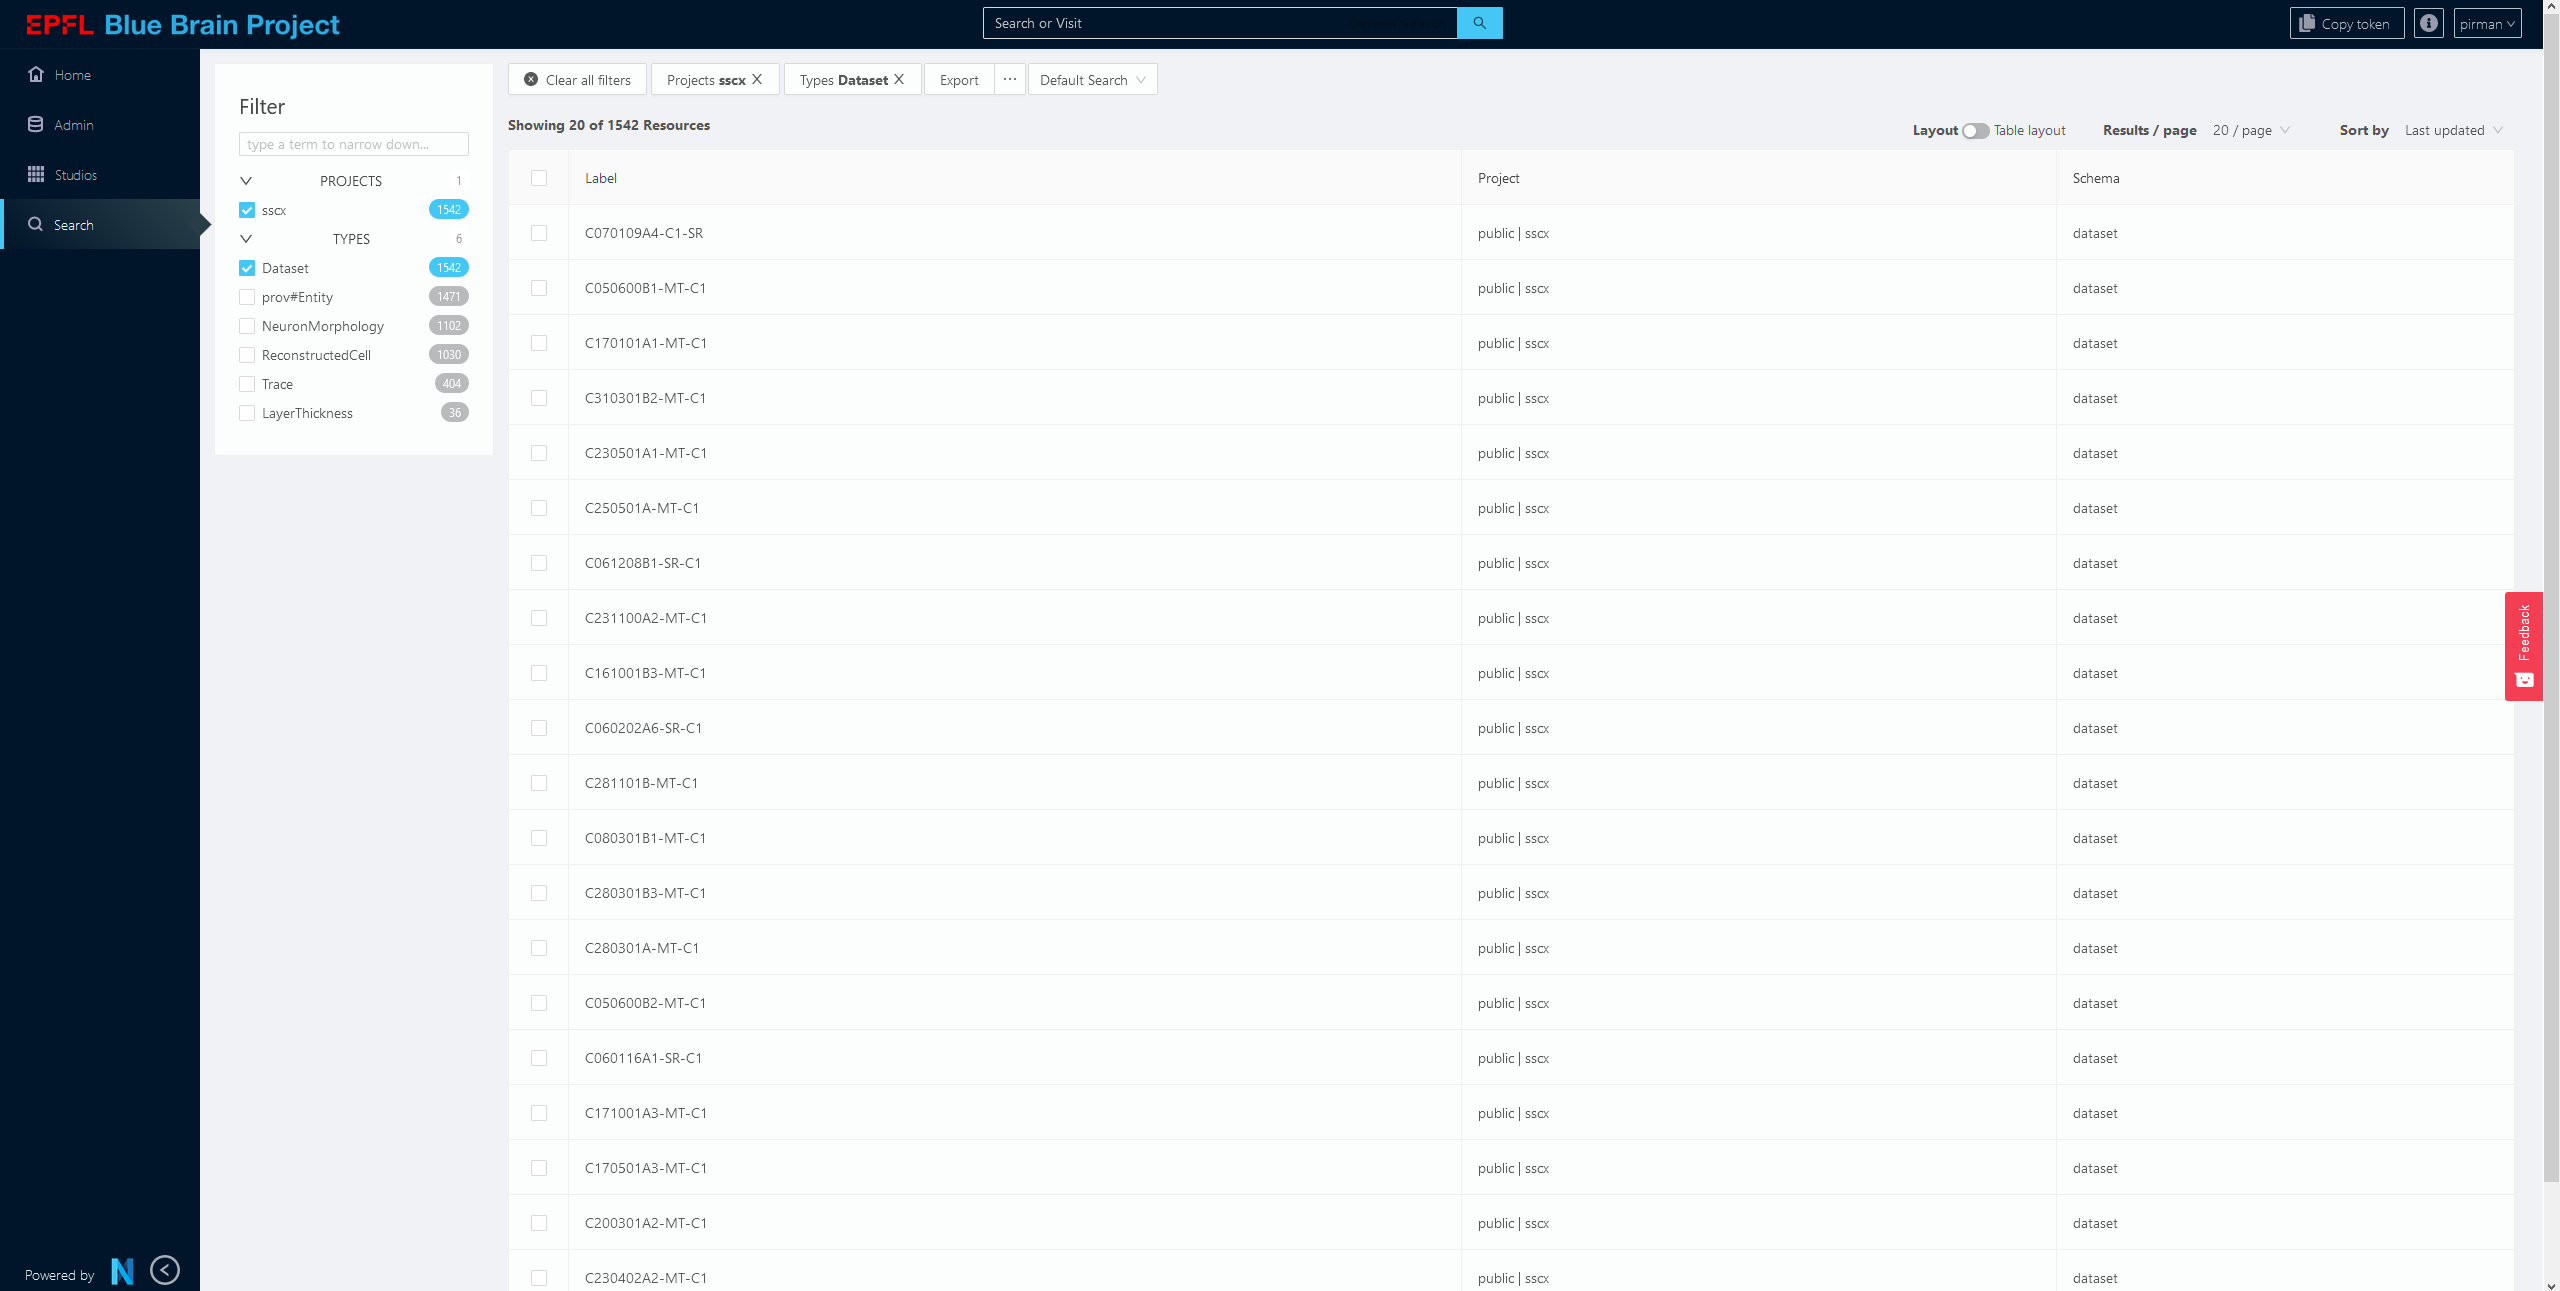 EPFL Blue Brain Project
Search or Visit
Copy token
pirman
Home
Admin
Studios
Search
Filter
type a term to narrow down...
PROJECTS 1
sscx 1542
TYPES 6
Dataset 1542
prov#Entity 1471
NeuronMorphology 1102
ReconstructedCell 1030
Trace 404
LayerThickness 36
Clear all filters
Projects sscx X
Types Dataset X
Export
...
Default Search
Showing 20 of 1542 Resources
Layout Table layout
Results / page 20 / page
Sort by Last updated
Label Project Schema
C070109A4-C1-SR public | sscx dataset
C050600B1-MT-C1 public | sscx dataset
C170101A1-MT-C1 public | sscx dataset
C310301B2-MT-C1 public | sscx dataset
C230501A1-MT-C1 public | sscx dataset
C250501A-MT-C1 public | sscx dataset
C061208B1-SR-C1 public | sscx dataset
C231100A2-MT-C1 public | sscx dataset
C161001B3-MT-C1 public | sscx dataset
C060202A6-SR-C1 public | sscx dataset
C281101B-MT-C1 public | sscx dataset
C080301B1-MT-C1 public | sscx dataset
C280301B3-MT-C1 public | sscx dataset
C280301A-MT-C1 public | sscx dataset
C050600B2-MT-C1 public | sscx dataset
C060116A1-SR-C1 public | sscx dataset
C171001A3-MT-C1 public | sscx dataset
C170501A3-MT-C1 public | sscx dataset
C200301A2-MT-C1 public | sscx dataset
C230402A2-MT-C1 public | sscx dataset
Feedback
Powered by N